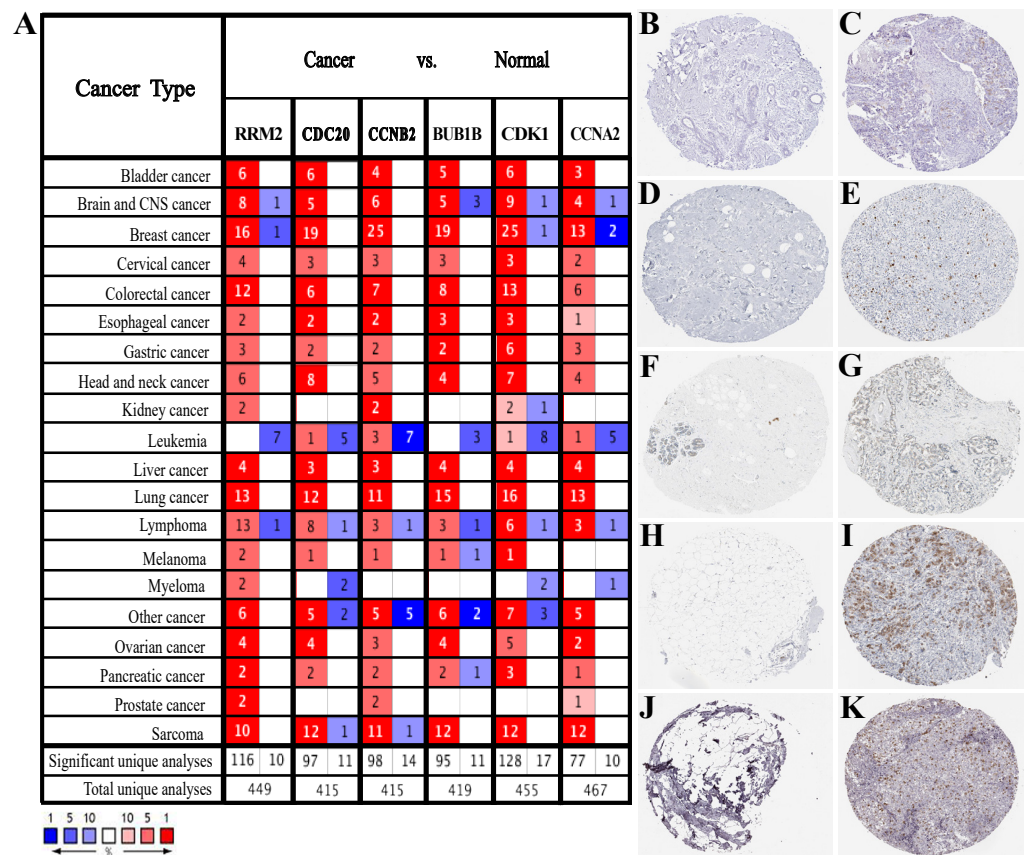 A
Cancer Type
Cancer vs. Normal
RRM2 CDC20 CCNB2 BUB1B CDK1 CCNA2
Bladder cancer 6 6 4 5 6 3
Brain and CNS cancer 8 1 5 6 5 3 9 1 4 1
Breast cancer 16 1 19 25 19 25 1 13 2
Cervical cancer 4 3 3 3 3 2
Colorectal cancer 12 6 7 8 13 6
Esophageal cancer 2 2 2 3 3 1
Gastric cancer 3 2 2 2 6 3
Head and neck cancer 6 8 5 4 7 4
Kidney cancer 2 2 2 1
Leukemia 7 1 5 3 7 3 1 8 1 5
Liver cancer 4 3 3 4 4 4
Lung cancer 13 12 11 15 16 13
Lymphoma 13 1 8 1 3 1 3 1 6 1 3 1
Melanoma 2 1 1 1 1 1
Myeloma 2 2 2 1
Other cancer 6 5 2 5 5 6 2 7 3 5
Ovarian cancer 4 4 3 4 5 2
Pancreatic cancer 2 2 2 2 1 3 1
Prostate cancer 2 2 1
Sarcoma 10 12 1 11 1 12 12 12
Significant unique analyses 116 10 97 11 98 14 95 11 128 17 77 10
Total unique analyses 449 415 415 419 455 467
1 5 10 10 5 1
%
B
C
D
E
F
G
H
I
J
K